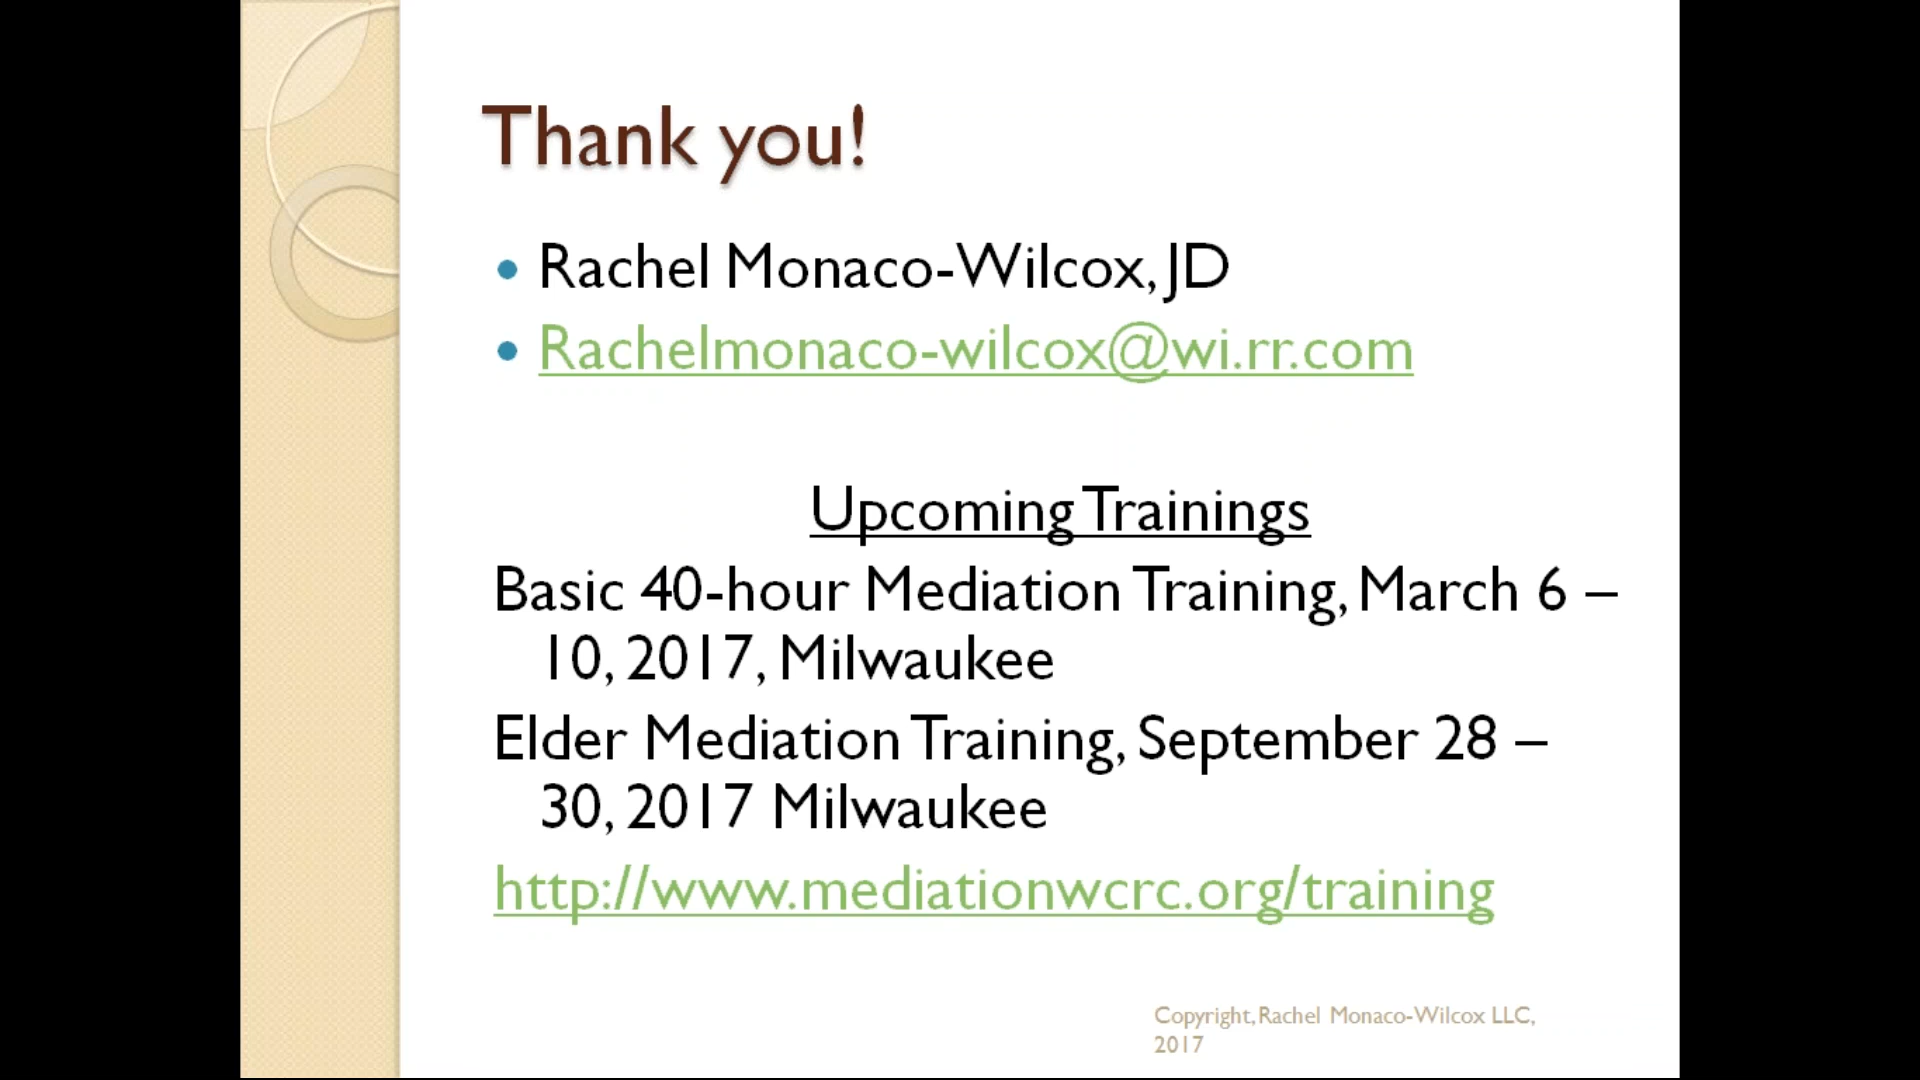 Thank you!
• Rachel Monaco-Wilcox, JD
• Rachelmonaco-wilcox@wi.rr.com
Upcoming Trainings
Basic 40-hour Mediation Training, March 6 –
10, 2017, Milwaukee
Elder Mediation Training, September 28 –
30, 2017 Milwaukee
http://www.mediationwcrc.org/training
Copyright, Rachel Monaco-Wilcox LLC,
2017